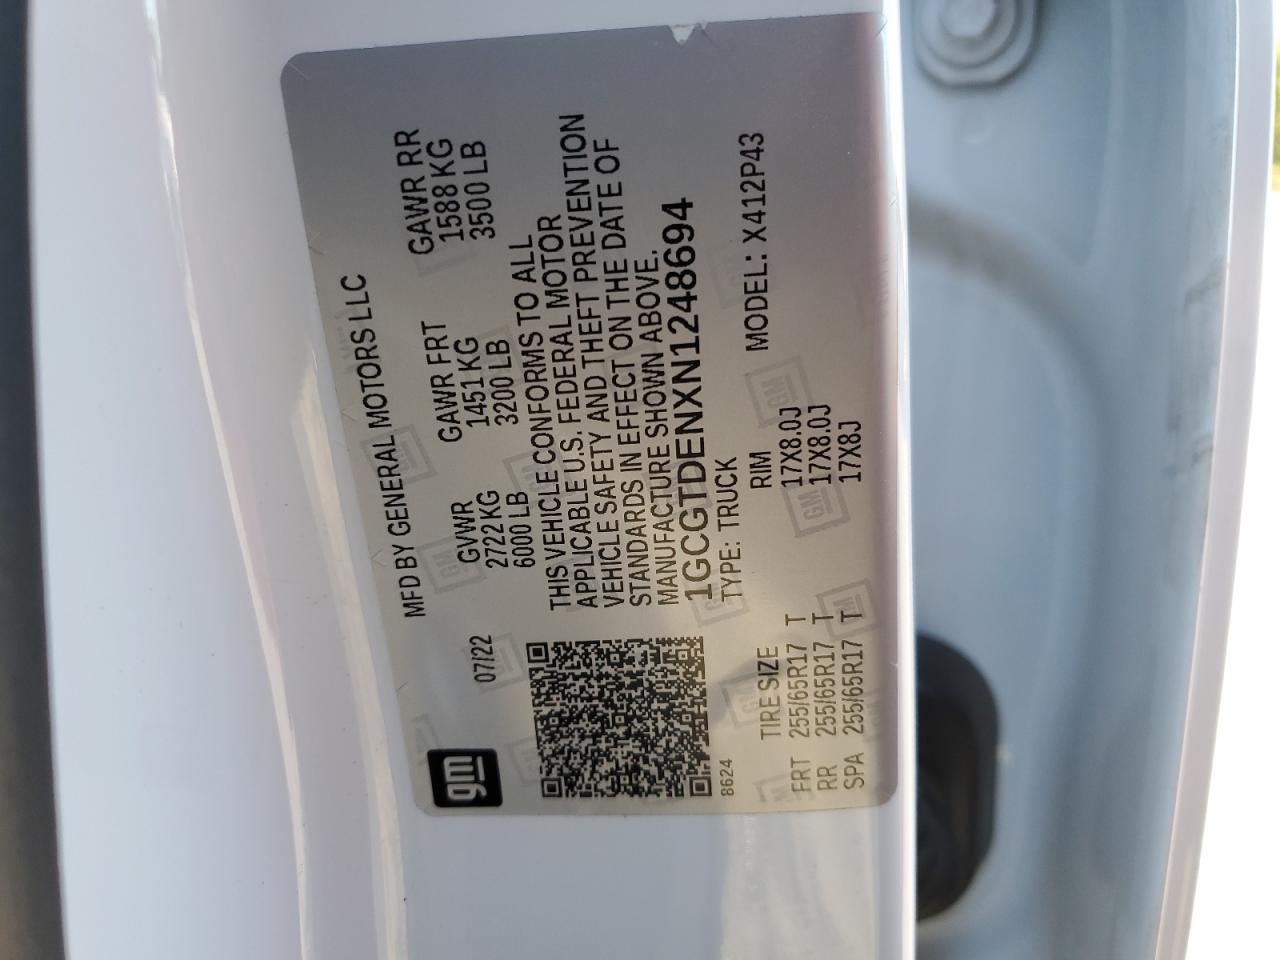 gm
07/22
MFD BY GENERAL MOTORS LLC
GVWR GAWR FRT GAWR RR
2722 KG 1451 KG 1588 KG
6000 LB 3200 LB 3500 LB
THIS VEHICLE CONFORMS TO ALL
APPLICABLE U.S. FEDERAL MOTOR
VEHICLE SAFETY AND THEFT PREVENTION
STANDARDS IN EFFECT ON THE DATE OF
MANUFACTURE SHOWN ABOVE.
1GCGTDENXN1248694
8624 TYPE: TRUCK MODEL: X412P43
TIRE SIZE RIM
FRT 255/65R17 T 17X8.0J
RR 255/65R17 T 17X8.0J
SPA 255/65R17 T 17X8J